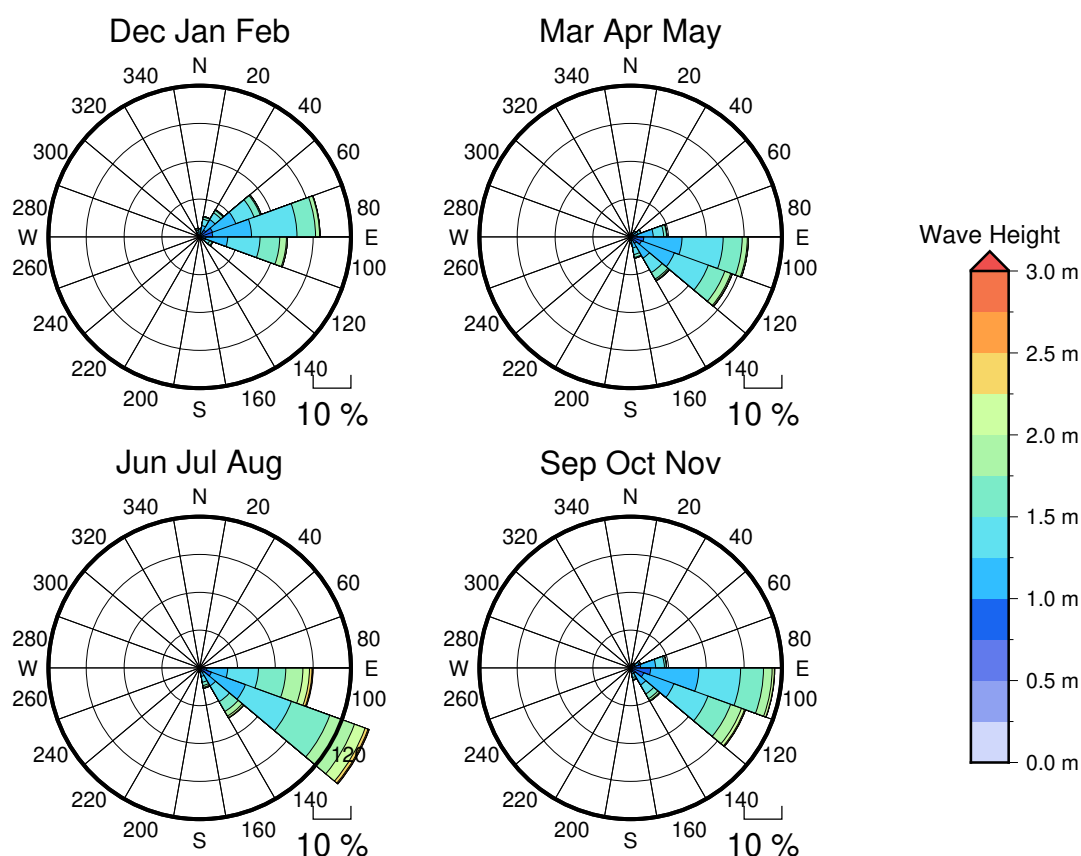 Dec Jan Feb
N
20
40
60
80
E
100
120
140
160
S
200
220
240
260
W
280
300
320
340
10 %
Mar Apr May
N
20
40
60
80
E
100
120
140
160
S
200
220
240
260
W
280
300
320
340
10 %
Wave Height
3.0 m
2.5 m
2.0 m
1.5 m
1.0 m
0.5 m
0.0 m
Jun Jul Aug
N
20
40
60
80
E
100
120
140
160
S
200
220
240
260
W
280
300
320
340
10 %
Sep Oct Nov
N
20
40
60
80
E
100
120
140
160
S
200
220
240
260
W
280
300
320
340
10 %